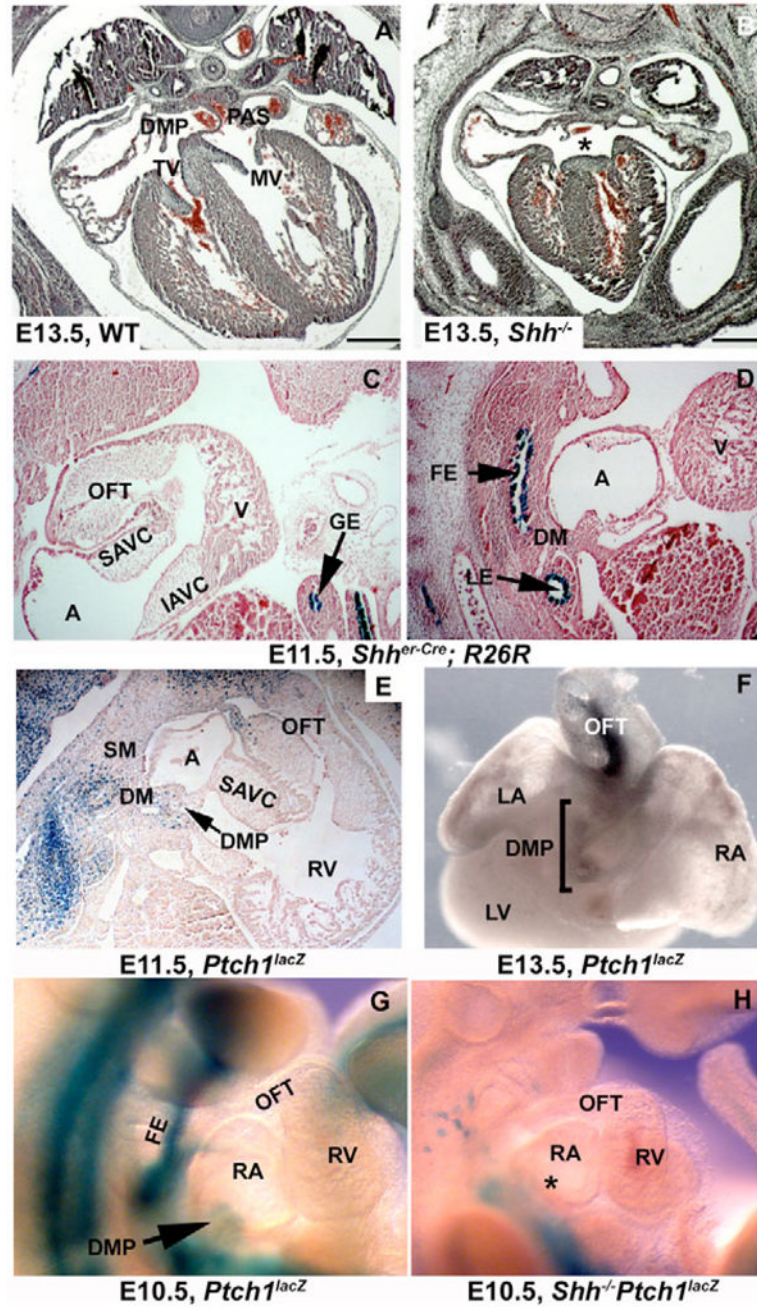 A
DMP
PAS
TV
MV
E13.5, WT
B
*
E13.5, Shh-/-
C
OFT
V
SAVC
GE
IAVC
A
D
V
FE
A
DM
LE
E11.5, Shher-Cre; R26R
E
OFT
SM
A
DM
SAVC
DMP
RV
E11.5, Ptch1lacZ
F
OFT
LA
DMP
RA
LV
E13.5, Ptch1lacZ
G
OFT
FE
RA
RV
DMP
E10.5, Ptch1lacZ
H
OFT
RA
RV
*
E10.5, Shh-/-Ptch1lacZ